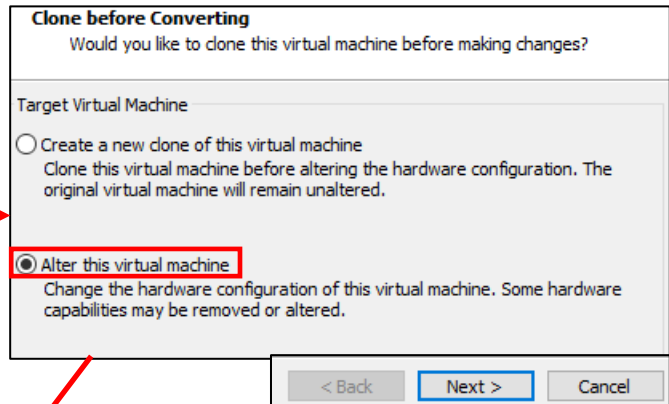 Clone before Converting
Would you like to clone this virtual machine before making changes?
Target Virtual Machine
Create a new clone of this virtual machine
Clone this virtual machine before altering the hardware configuration. The
original virtual machine will remain unaltered.
Alter this virtual machine
Change the hardware configuration of this virtual machine. Some hardware
capabilities may be removed or altered.
< Back Next > Cancel